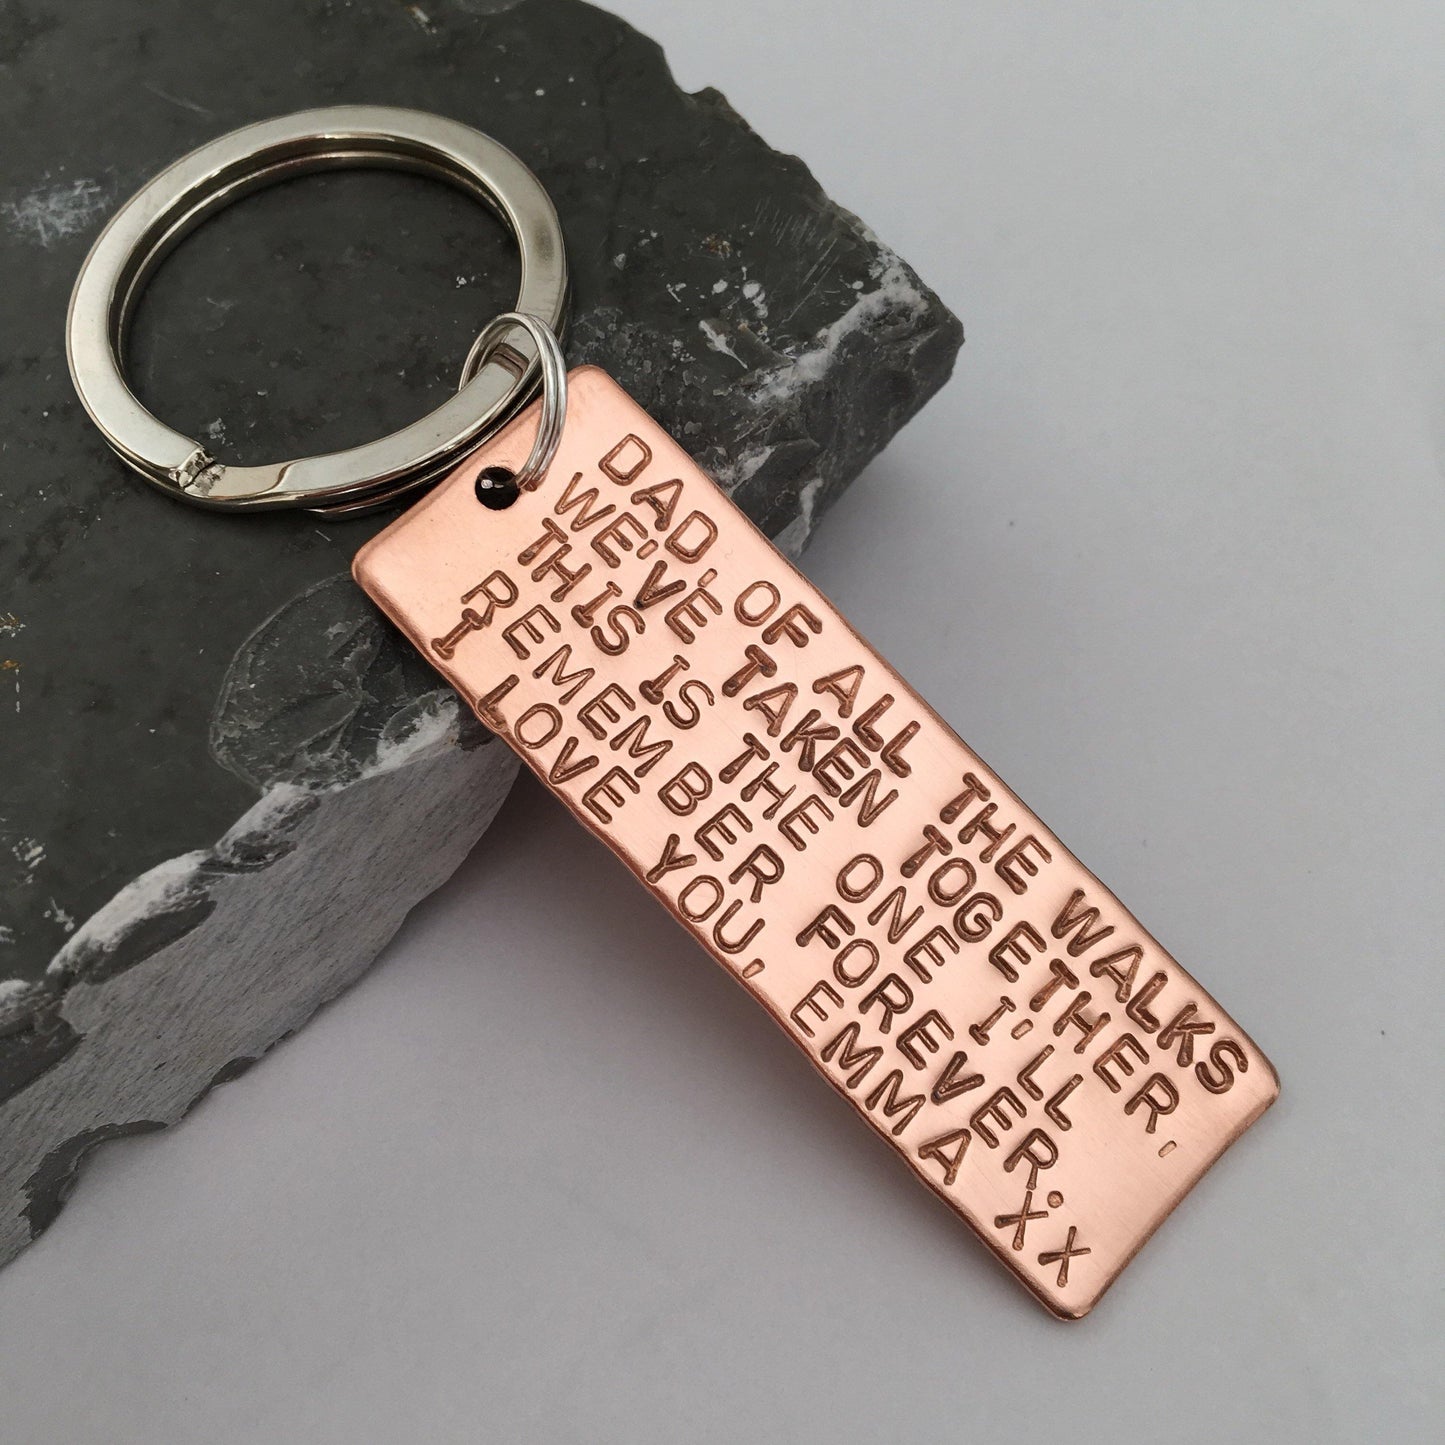 DAD, OF ALL THE WALKS
WE'VE TAKEN TOGETHER,
THIS IS THE ONE I'LL
REMEMBER FOREVER.
I LOVE YOU, EMMA XX